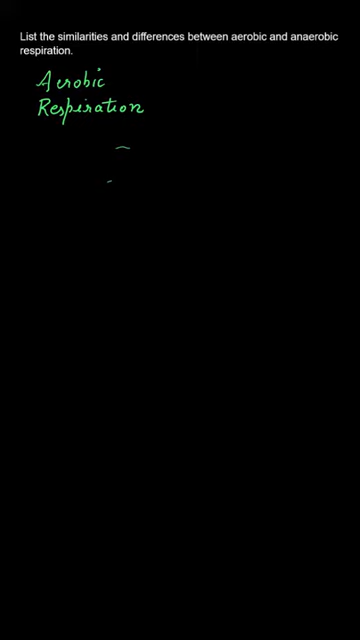 List the similarities and differences between aerobic and anaerobic
respiration.
Aerobic
Respiration